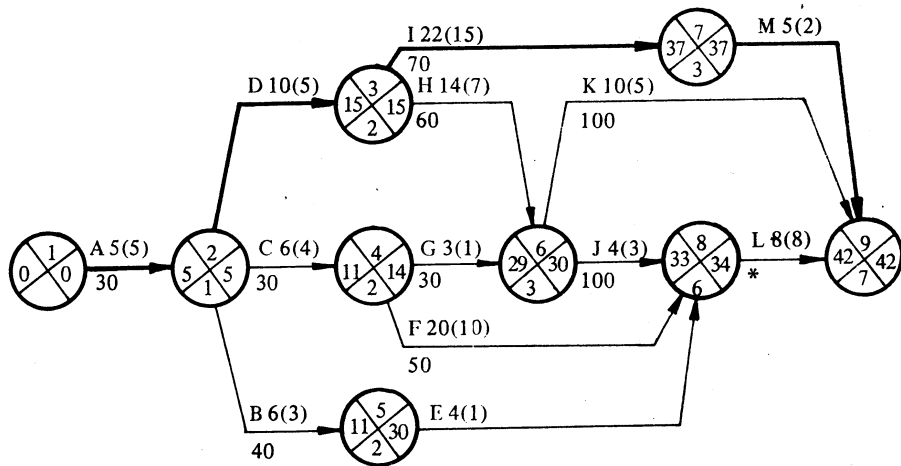 I 22(15)
70
M 5(2)
3
15 15
2
7
37 37
3
D 10(5)
H 14(7)
60
K 10(5)
100
1
0 0
A 5(5)
30
2
5 5
1
C 6(4)
30
4
11 14
2
G 3(1)
30
6
29 30
3
J 4(3)
100
8
33 34
6
L 8(8)
*
9
42 42
7
F 20(10)
50
B 6(3)
40
5
11 30
2
E 4(1)